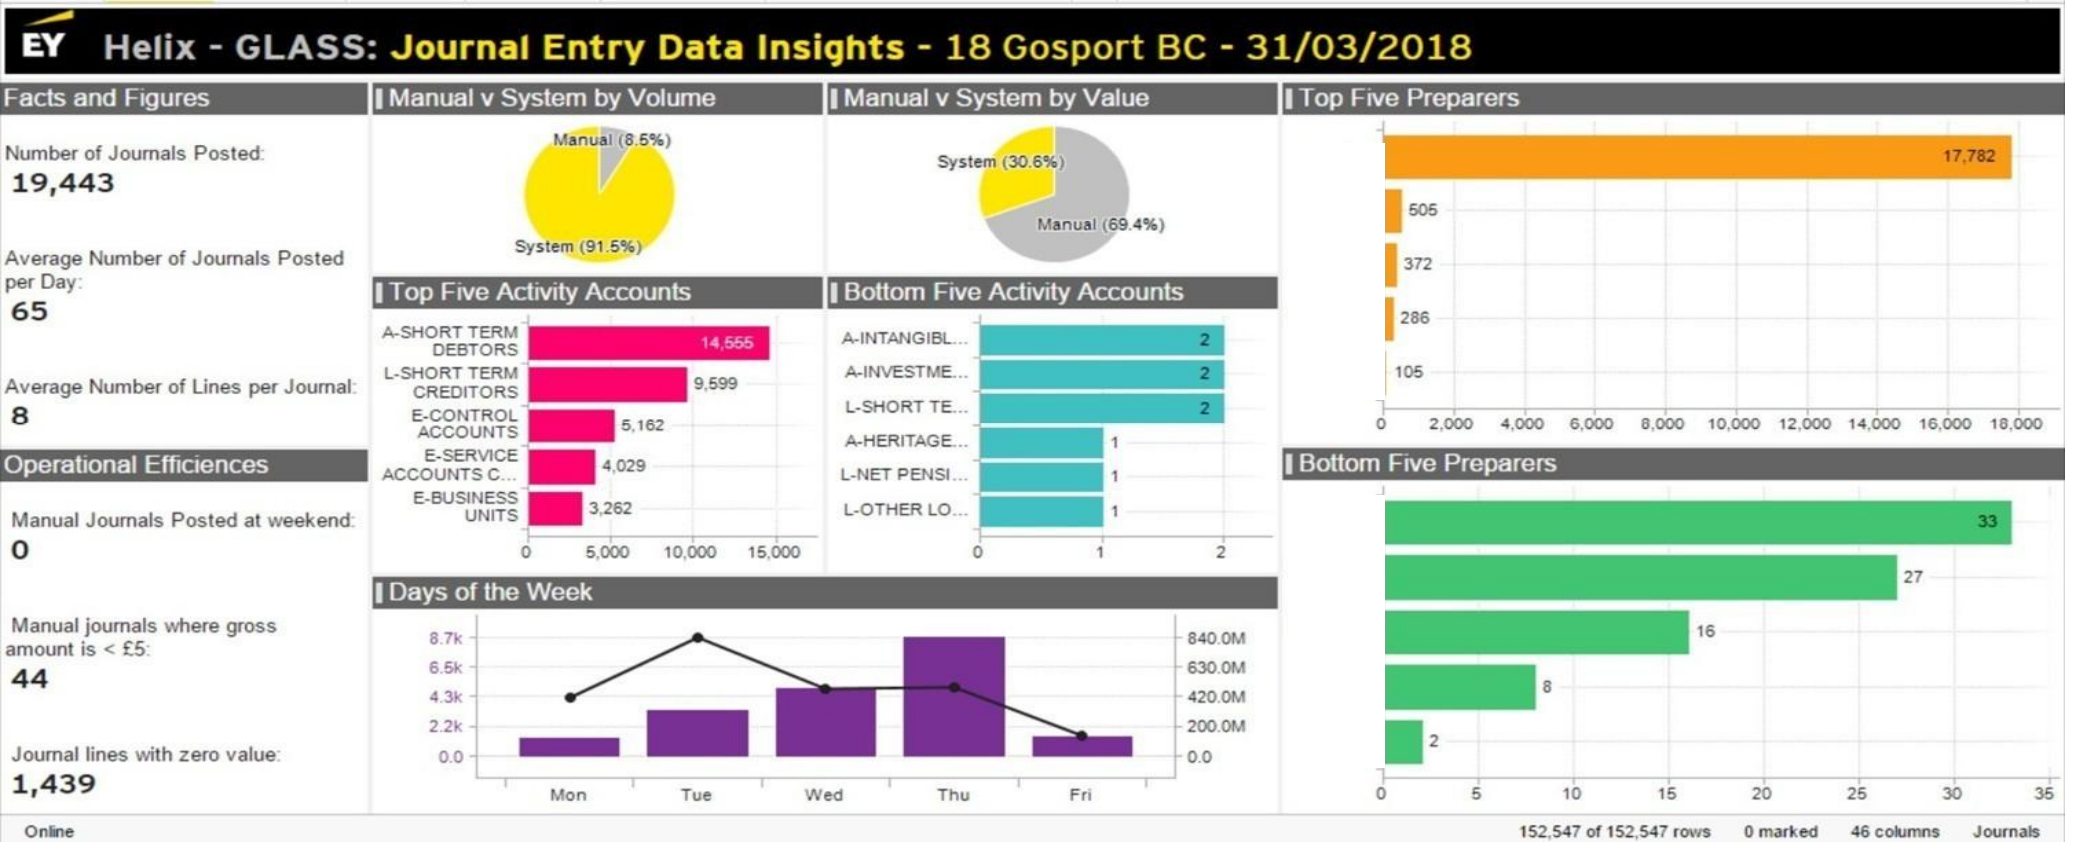 EY Helix - GLASS: Journal Entry Data Insights - 18 Gosport BC - 31/03/2018
Facts and Figures
Number of Journals Posted:
19,443
Average Number of Journals Posted
per Day:
65
Average Number of Lines per Journal:
8
Operational Efficiences
Manual Journals Posted at weekend:
0
Manual journals where gross
amount is < £5:
44
Journal lines with zero value:
1,439
Manual v System by Volume
Manual (8.5%)
System (91.5%)
Manual v System by Value
System (30.6%)
Manual (69.4%)
Top Five Activity Accounts
A-SHORT TERM
DEBTORS
14,555
L-SHORT TERM
CREDITORS
9,599
E-CONTROL
ACCOUNTS
5,162
E-SERVICE
ACCOUNTS C...
4,029
E-BUSINESS
UNITS
3,262
0 5,000 10,000 15,000
Bottom Five Activity Accounts
A-INTANGIBL... 2
A-INVESTME... 2
L-SHORT TE... 2
A-HERITAGE... 1
L-NET PENSI... 1
L-OTHER LO... 1
0 1 2
Days of the Week
8.7k 840.0M
6.5k 630.0M
4.3k 420.0M
2.2k 200.0M
0.0 0.0
Mon Tue Wed Thu Fri
Top Five Preparers
17,782
505
372
286
105
0 2,000 4,000 6,000 8,000 10,000 12,000 14,000 16,000 18,000
Bottom Five Preparers
33
27
16
8
2
0 5 10 15 20 25 30 35
Online 152,547 of 152,547 rows 0 marked 46 columns Journals